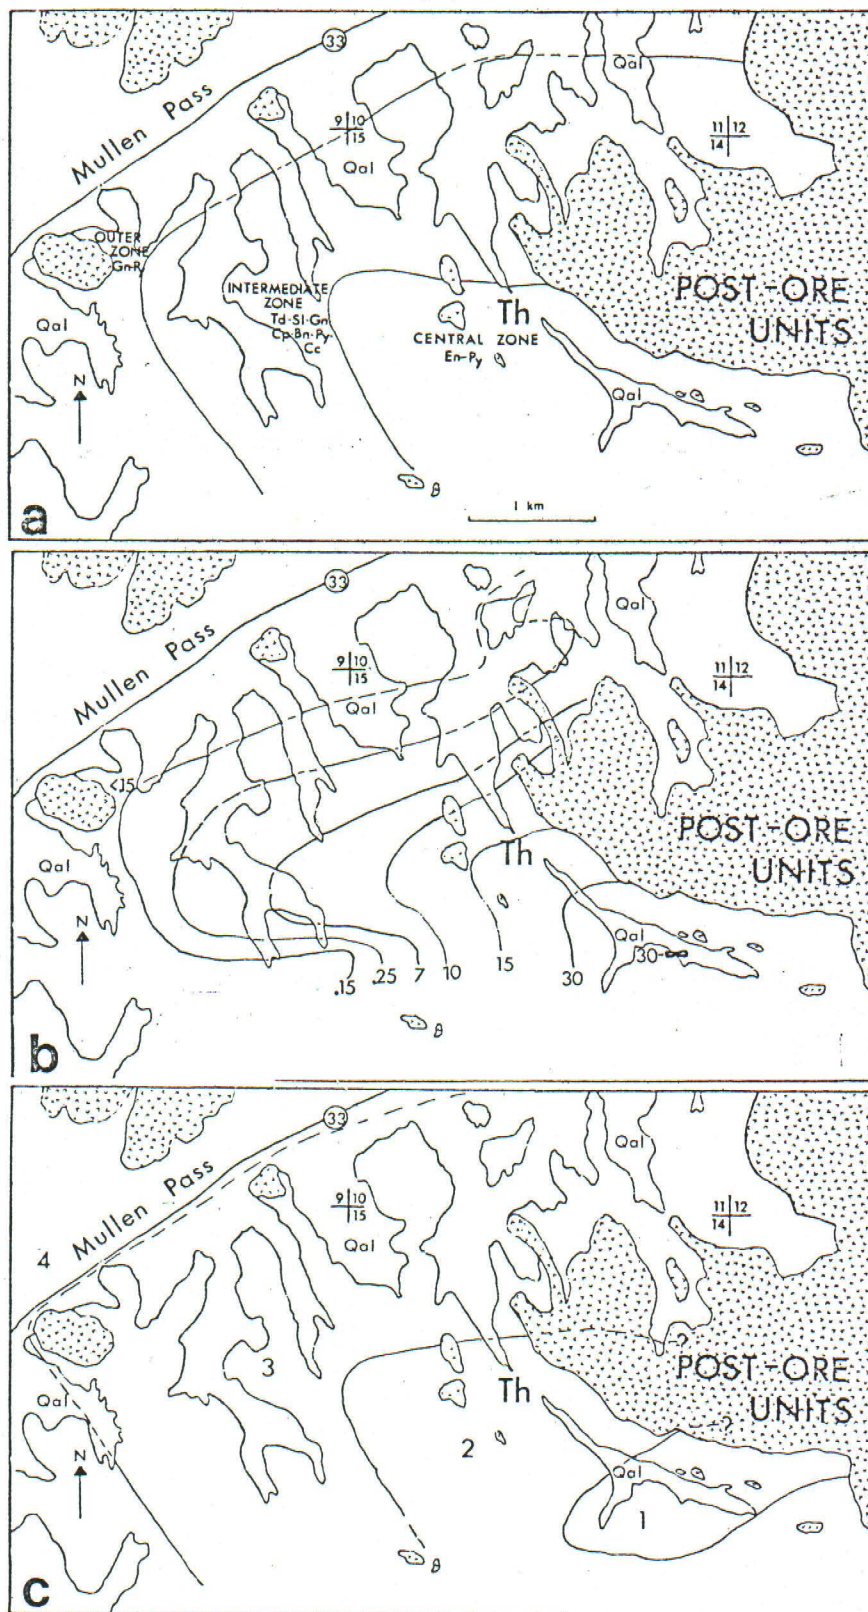 33
Mullen Pass
Qal
9 10
15
Qal
11 12
14
OUTER
ZONE
INTERMEDIATE
ZONE
Td-Sl-Gn
Cp-Bn-Py-
Cc
Th
CENTRAL ZONE
En-Py
POST-ORE
UNITS
Qal
Qal
N
1 km
a
33
Mullen Pass
Qal
9 10
15
Qal
11 12
14
<.15
POST-ORE
UNITS
Th
Qal
Qal
30-∞
N
.15
.25
7
10
15
30
b
33
Mullen Pass
Qal
9 10
15
Qal
11 12
14
4
3
?
POST-ORE
UNITS
Th
?
Qal
2
Qal
1
N
c